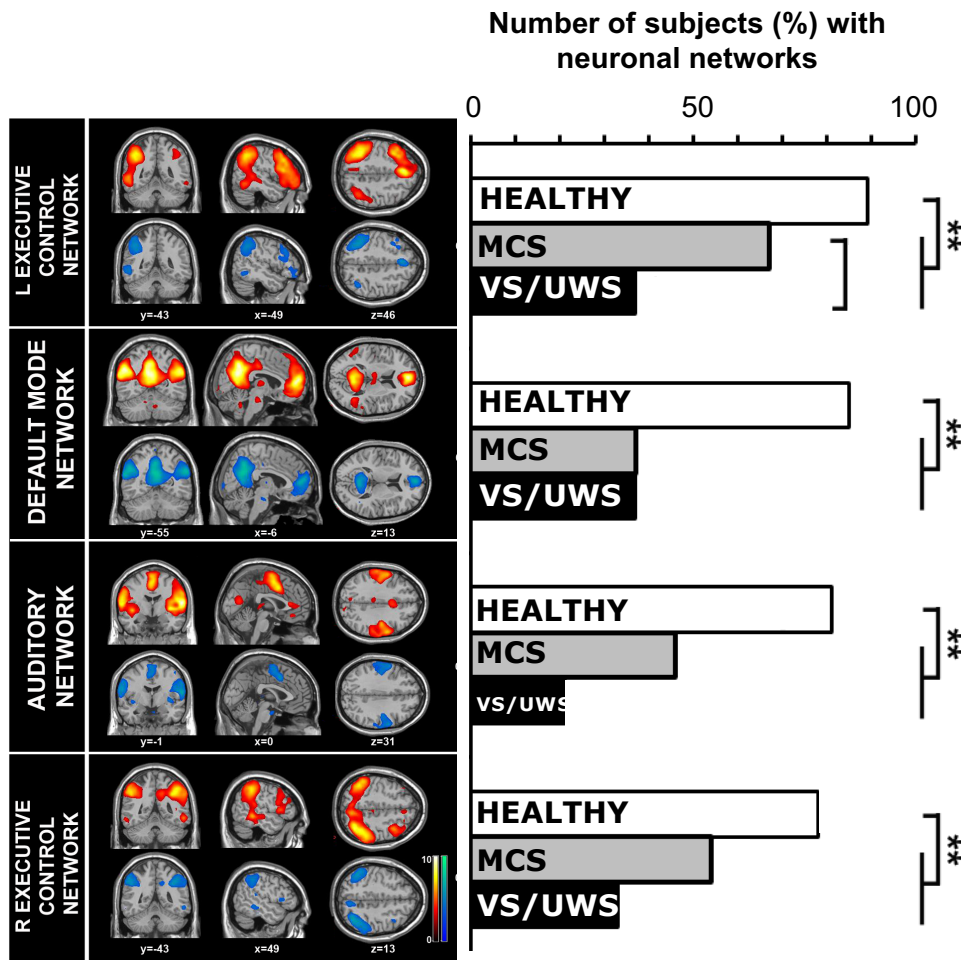 Number of subjects (%) with
neuronal networks
0 50 100
L EXECUTIVE
CONTROL
NETWORK
y=-43 x=-49 z=46
HEALTHY
MCS
VS/UWS
**
DEFAULT MODE
NETWORK
y=-55 x=-6 z=13
HEALTHY
MCS
VS/UWS
**
AUDITORY
NETWORK
y=-1 x=0 z=31
HEALTHY
MCS
VS/UWS
**
R EXECUTIVE
CONTROL
NETWORK
10
0
y=-43 x=49 z=13
HEALTHY
MCS
VS/UWS
**